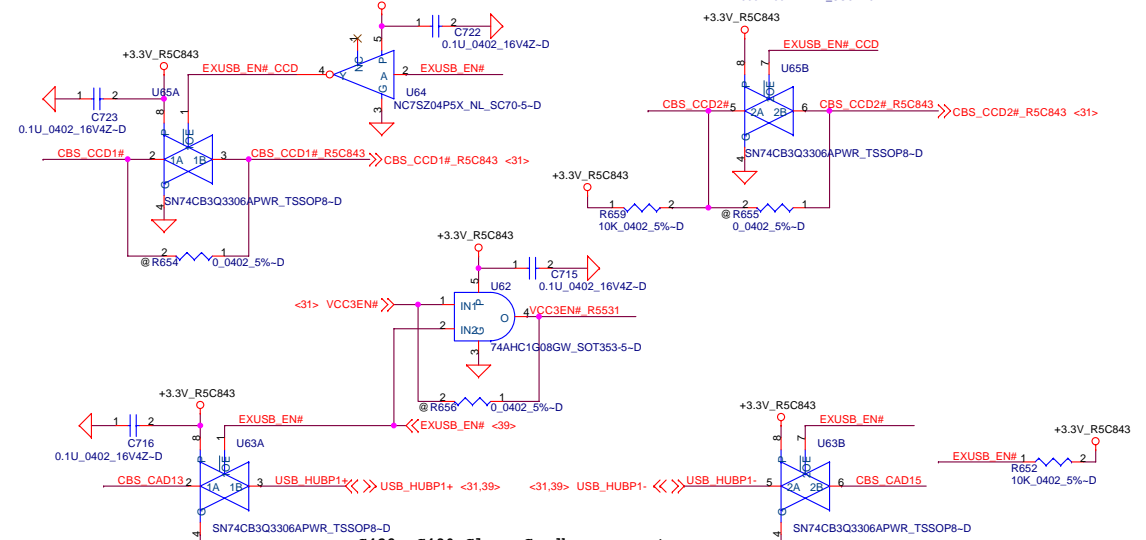 1 2
C722
0.1U_0402_16V4Z~D
+3.3V_R5C843
EXUSB_EN#_CCD 4 Y NC 1 5 P A G 2 EXUSB_EN#
U64
NC7SZ04P5X_NL_SC70-5~D
3
+3.3V_R5C843
U65A
1 2
C723
0.1U_0402_16V4Z~D
8 1
P OE
CBS_CCD1# 2 1A 1B 3 CBS_CCD1#_R5C843 CBS_CCD1#_R5C843 <31>
G
4
SN74CB3Q3306APWR_TSSOP8~D
2 1
@R654 0_0402_5%~D
+3.3V_R5C843
EXUSB_EN#_CCD
8 7
U65B
P OE
CBS_CCD2# 5 2A 2B 6 CBS_CCD2#_R5C843 CBS_CCD2#_R5C843 <31>
G
4
SN74CB3Q3306APWR_TSSOP8~D
+3.3V_R5C843
1 2
R659
10K_0402_5%~D
2 1
@R655
0_0402_5%~D
+3.3V_R5C843
1 2
C715
0.1U_0402_16V4Z~D
5
U62
<31> VCC3EN# 1 IN1 P
O 4 VCC3EN#_R5531
2 IN2 G
3
74AHC1G08GW_SOT353-5~D
2 1
@R656 0_0402_5%~D
EXUSB_EN# <39>
+3.3V_R5C843
EXUSB_EN#
1 2
C716
0.1U_0402_16V4Z~D
8 1
U63A
P OE
CBS_CAD13 2 1A 1B 3 USB_HUBP1+ USB_HUBP1+ <31,39>
G
4
SN74CB3Q3306APWR_TSSOP8~D
+3.3V_R5C843
EXUSB_EN#
8 7
U63B
P OE
<31,39> USB_HUBP1- USB_HUBP1- 5 2A 2B 6 CBS_CAD15
G
4
SN74CB3Q3306APWR_TSSOP8~D
+3.3V_R5C843
EXUSB_EN# 1 2
R652
10K_0402_5%~D